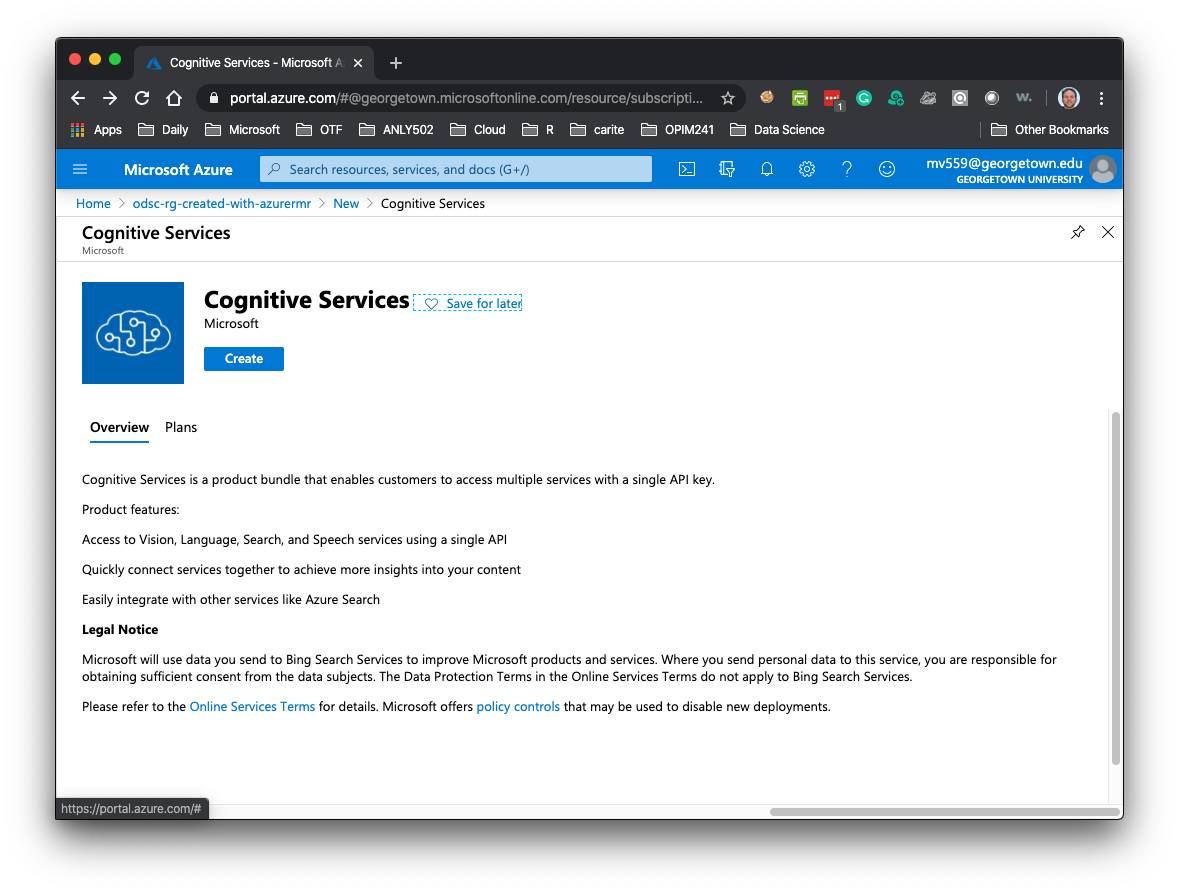 Cognitive Services - Microsoft A
portal.azure.com/#@georgetown.microsoftonline.com/resource/subscripti...
1
w.
Apps Daily Microsoft OTF ANLY502 Cloud R carite OPIM241 Data Science Other Bookmarks
Microsoft Azure Search resources, services, and docs (G+/) mv559@georgetown.edu
GEORGETOWN UNIVERSITY
Home > odsc-rg-created-with-azurermr > New > Cognitive Services
Cognitive Services
Microsoft
Cognitive Services Save for later
Microsoft
Create
Overview Plans
Cognitive Services is a product bundle that enables customers to access multiple services with a single API key.
Product features:
Access to Vision, Language, Search, and Speech services using a single API
Quickly connect services together to achieve more insights into your content
Easily integrate with other services like Azure Search
Legal Notice
Microsoft will use data you send to Bing Search Services to improve Microsoft products and services. Where you send personal data to this service, you are responsible for
obtaining sufficient consent from the data subjects. The Data Protection Terms in the Online Services Terms do not apply to Bing Search Services.
Please refer to the Online Services Terms for details. Microsoft offers policy controls that may be used to disable new deployments.
https://portal.azure.com/#